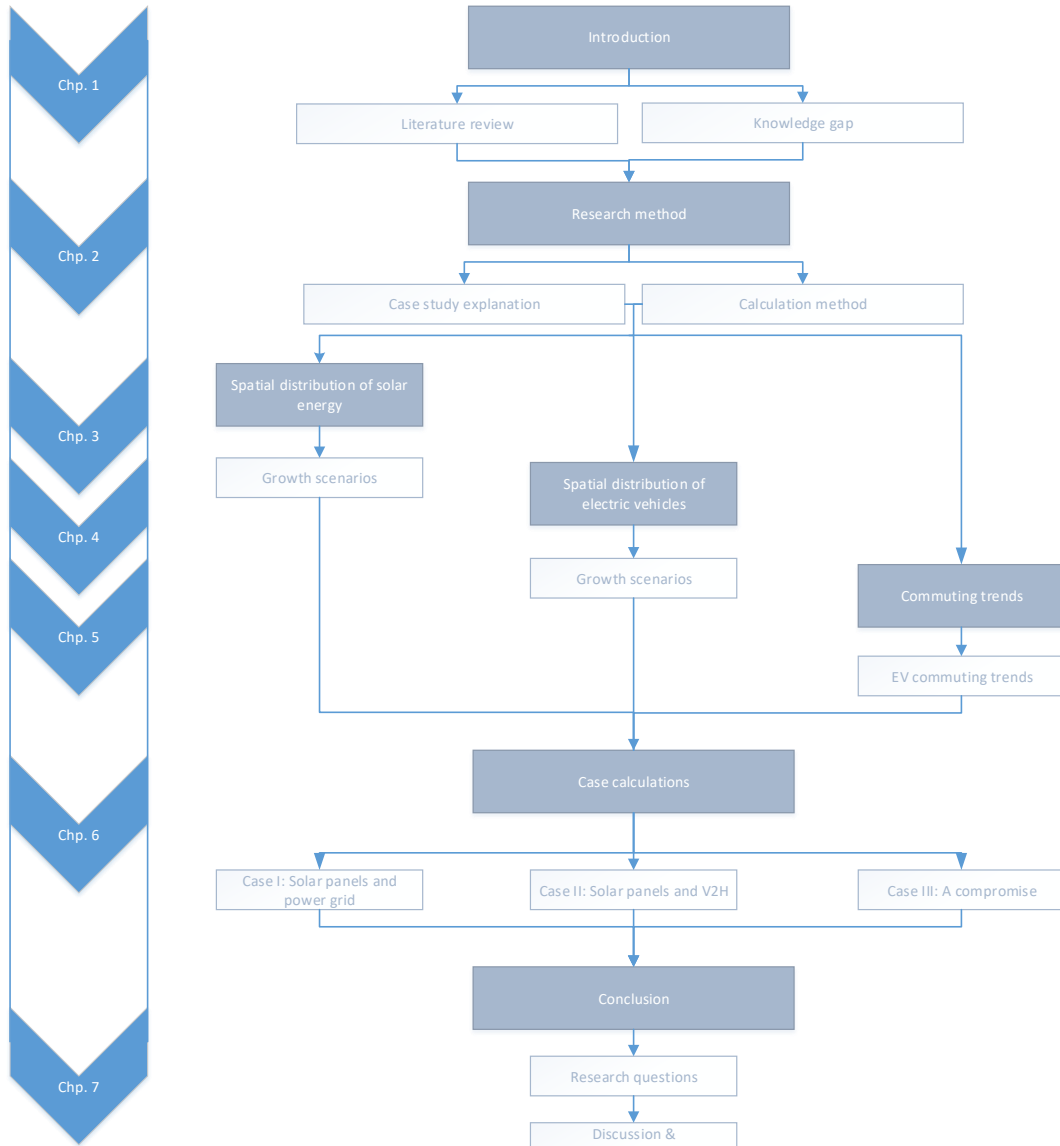 Chp. 1
Introduction
Literature review
Knowledge gap
Chp. 2
Research method
Case study explanation
Calculation method
Chp. 3
Spatial distribution of solar
energy
Growth scenarios
Chp. 4
Spatial distribution of
electric vehicles
Growth scenarios
Chp. 5
Commuting trends
EV commuting trends
Chp. 6
Case calculations
Case I: Solar panels and
power grid
Case II: Solar panels and V2H
Case III: A compromise
Chp. 7
Conclusion
Research questions
Discussion &